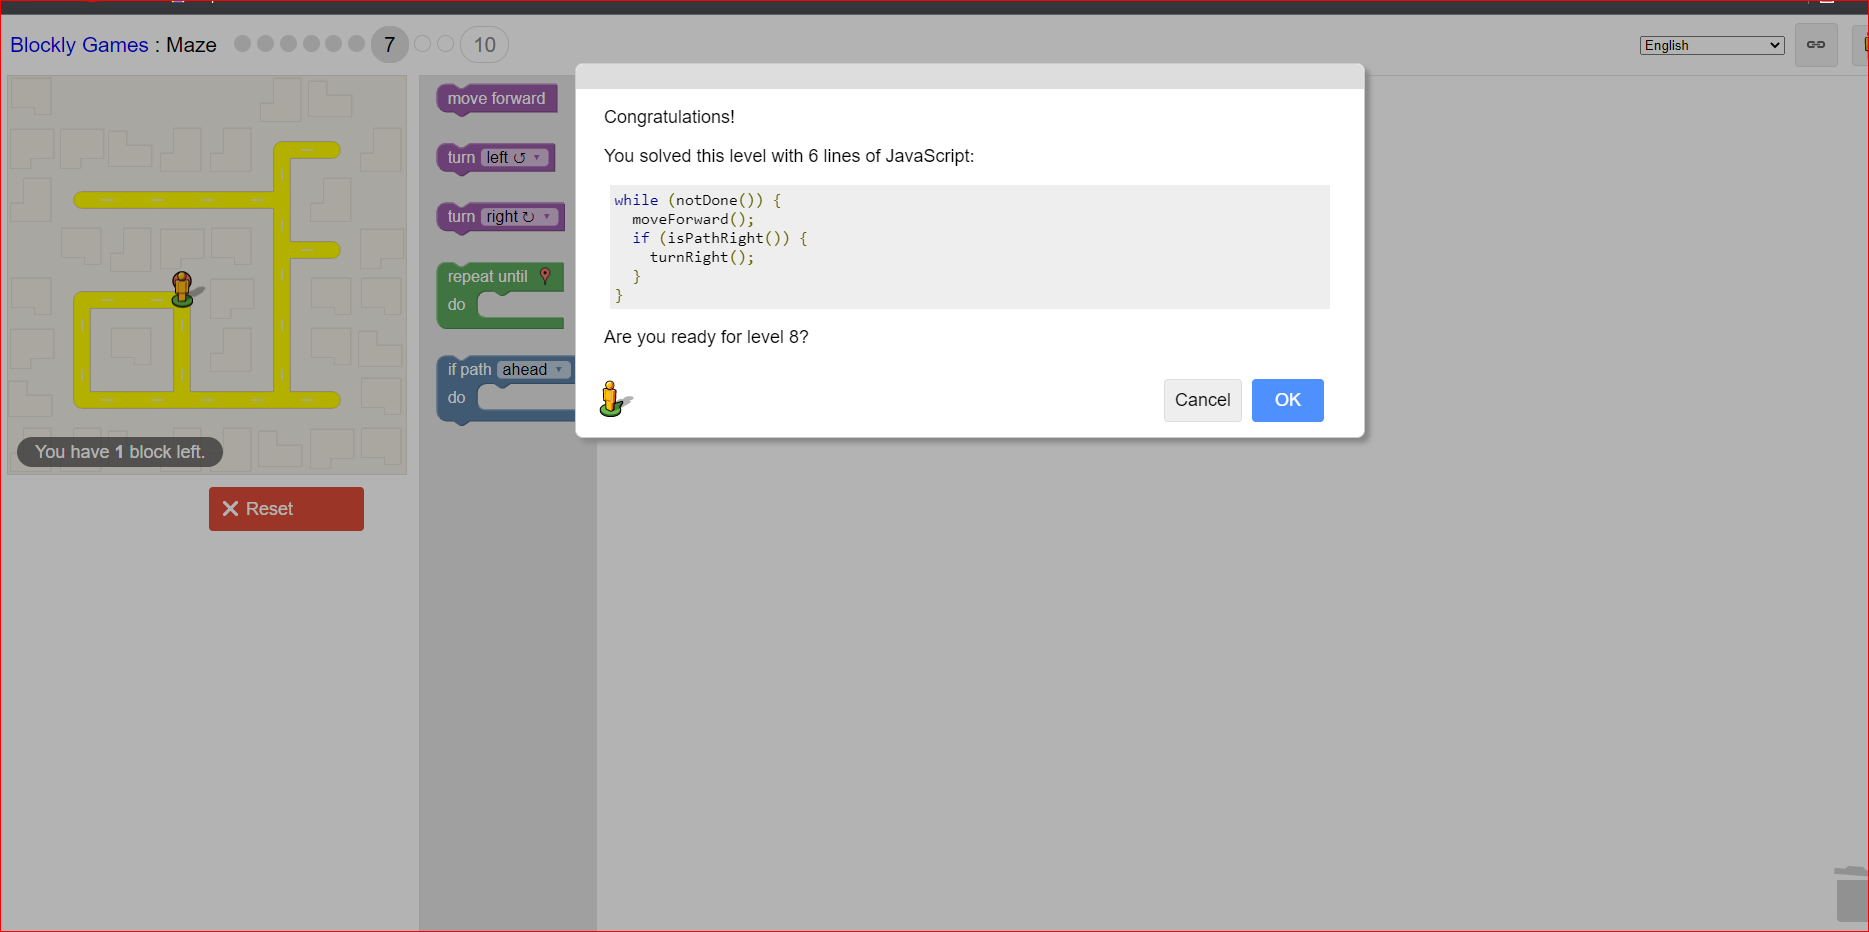 Blockly Games : Maze 7 10
English
move forward
turn left ↺ ▾
turn right ↻ ▾
repeat until
do
if path ahead ▾
do
You have 1 block left.
Reset
Congratulations!
You solved this level with 6 lines of JavaScript:
while (notDone()) {
  moveForward();
  if (isPathRight()) {
    turnRight();
  }
}
Are you ready for level 8?
Cancel OK